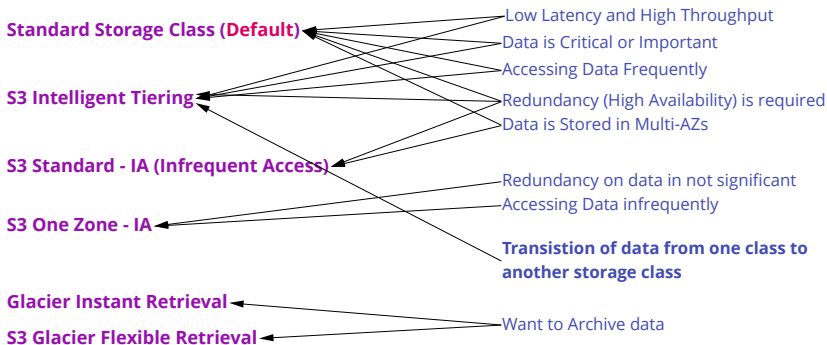 Standard Storage Class (Default)
S3 Intelligent Tiering
S3 Standard - IA (Infrequent Access)
S3 One Zone - IA
Glacier Instant Retrieval
S3 Glacier Flexible Retrieval
Low Latency and High Throughput
Data is Critical or Important
Accessing Data Frequently
Redundancy (High Availability) is required
Data is Stored in Multi-AZs
Redundancy on data in not significant
Accessing Data infrequently
Transistion of data from one class to
another storage class
Want to Archive data